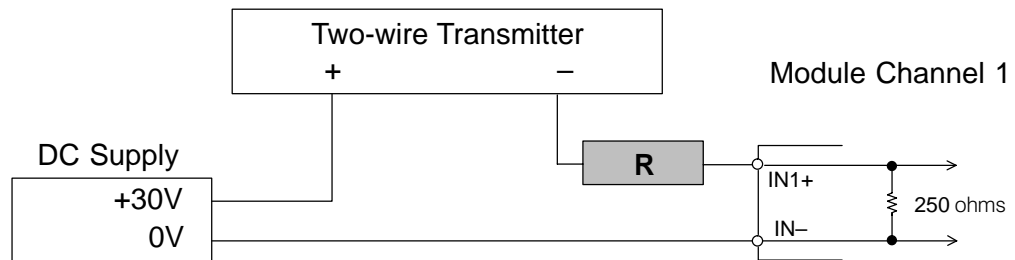 Two-wire Transmitter
+ –
Module Channel 1
DC Supply
R
+30V
IN1+
250 ohms
0V
IN–